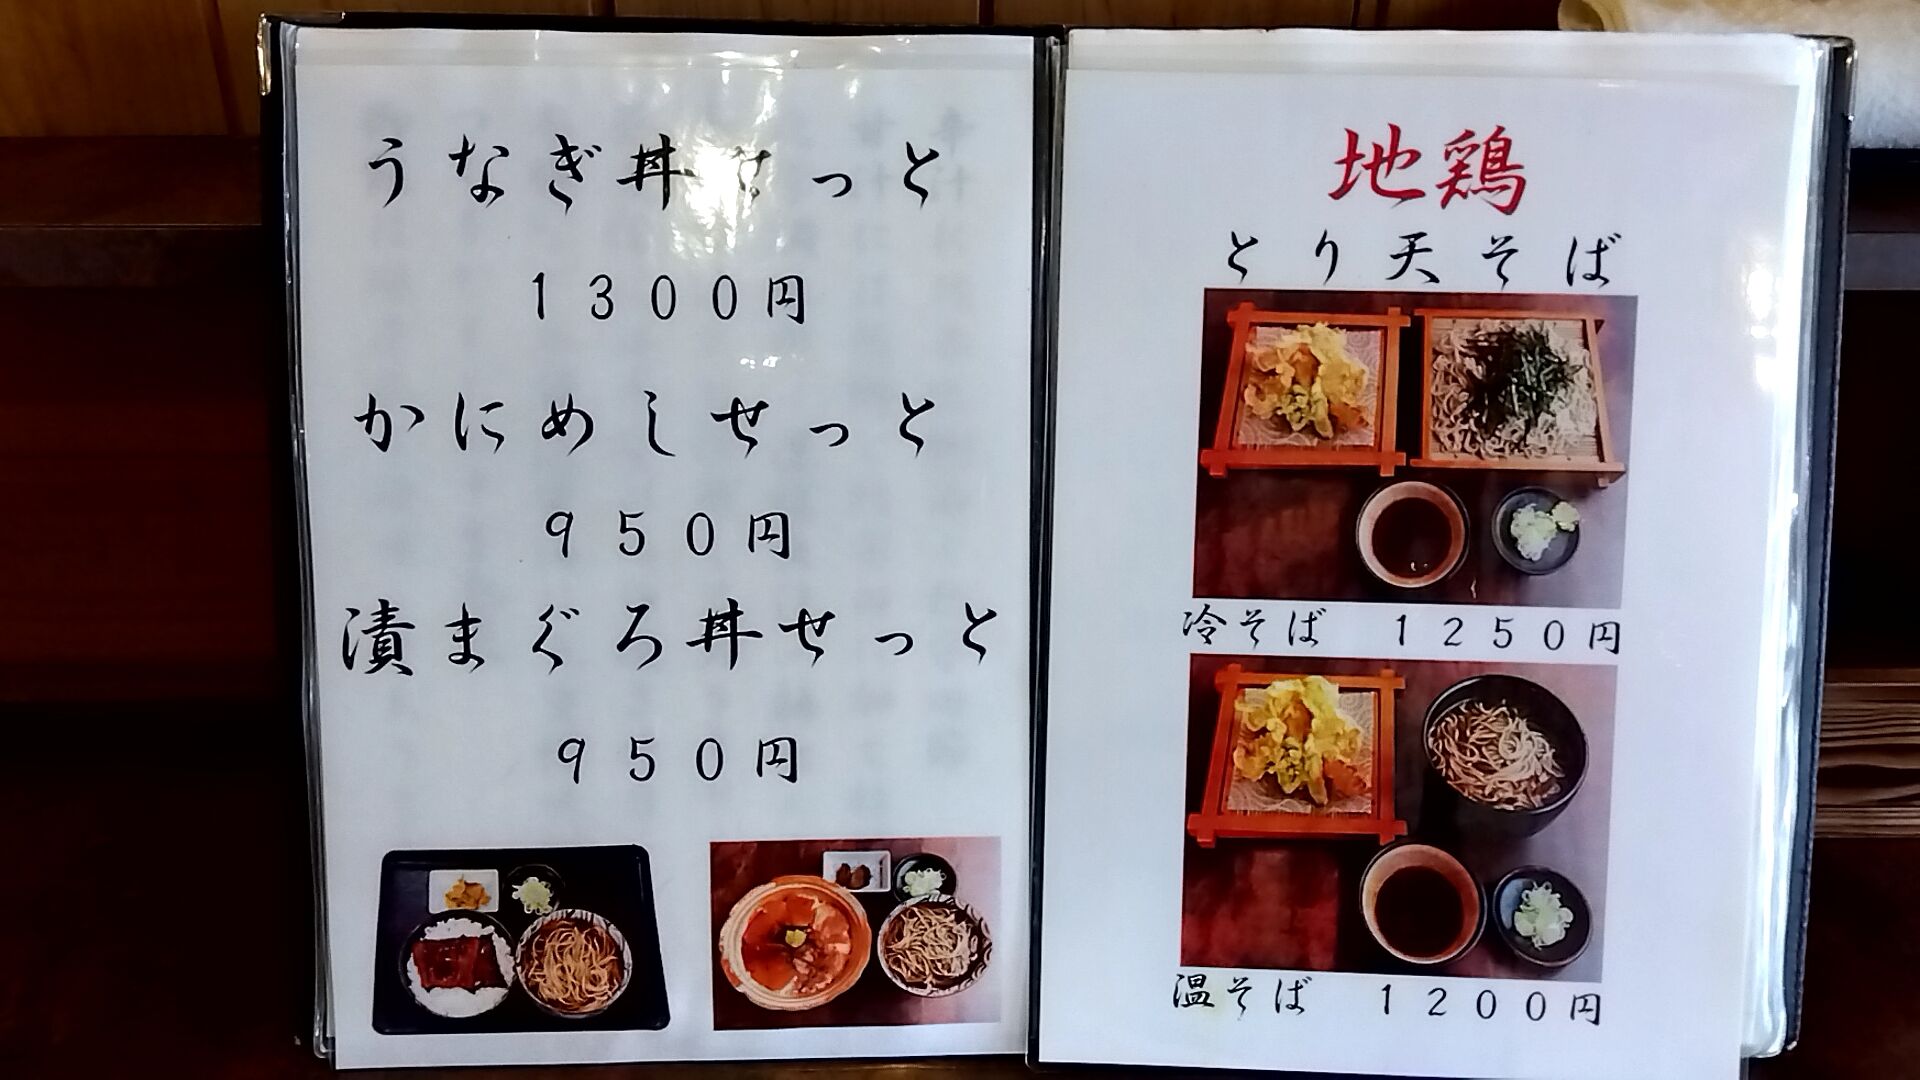 うなぎ丼せっと
1300円
かにめしせっと
950円
漬まぐろ丼せっと
950円
地鶏
とり天そば
冷そば 1250円
温そば 1200円